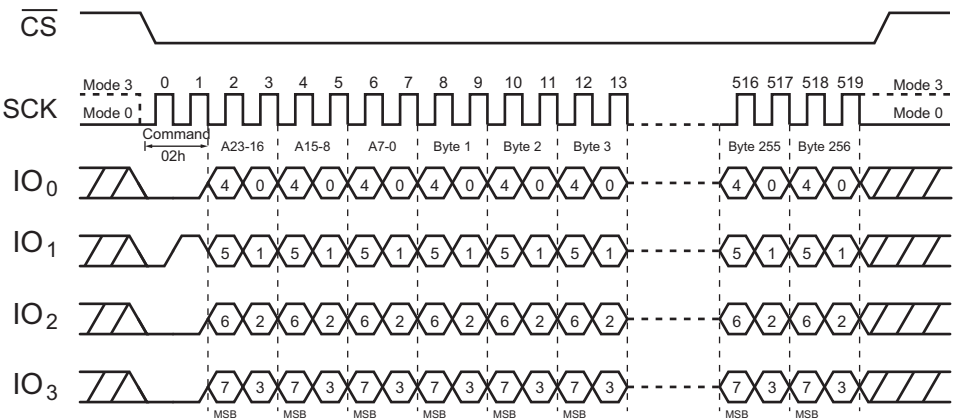 CS
SCK
Mode 3
Mode 0
0 1 2 3 4 5 6 7 8 9 10 11 12 13 516 517 518 519
Mode 3
Mode 0
Command
02h
A23-16 A15-8 A7-0 Byte 1 Byte 2 Byte 3 Byte 255 Byte 256
IO0 4 0 4 0 4 0 4 0 4 0 4 0 4 0 4 0
IO1 5 1 5 1 5 1 5 1 5 1 5 1 5 1 5 1
IO2 6 2 6 2 6 2 6 2 6 2 6 2 6 2 6 2
IO3 7 3 7 3 7 3 7 3 7 3 7 3 7 3 7 3
MSB MSB MSB MSB MSB MSB MSB MSB